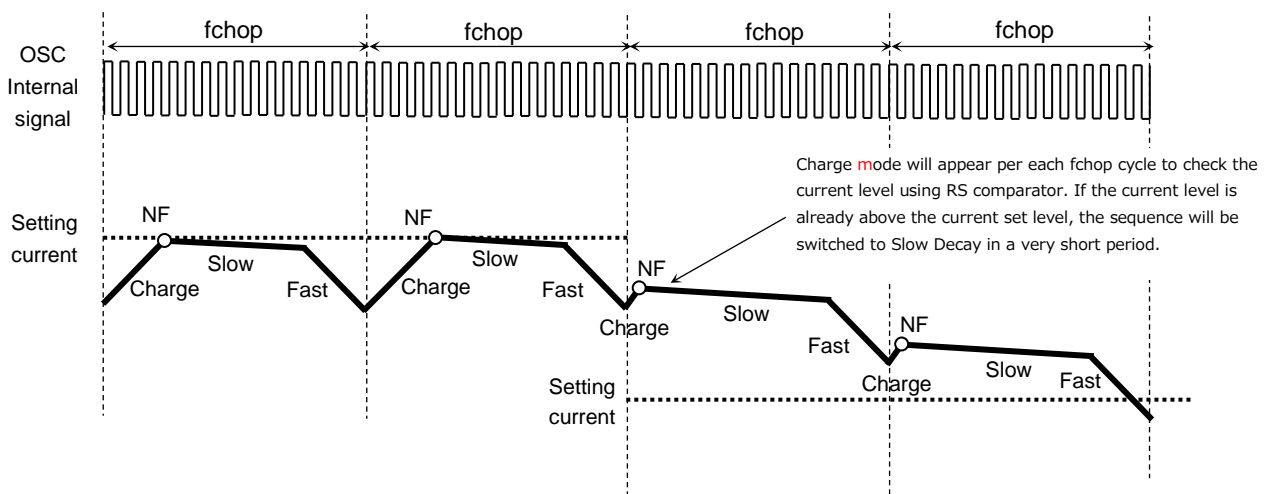 fchop fchop fchop fchop
OSC
Internal
signal
Charge mode will appear per each fchop cycle to check the
current level using RS comparator. If the current level is
already above the current set level, the sequence will be
switched to Slow Decay in a very short period.
Setting
current
NF
Slow
Charge
Fast
NF
Slow
Charge
Fast
NF
Charge
Slow
Fast
NF
Charge
Slow
Fast
Setting
current